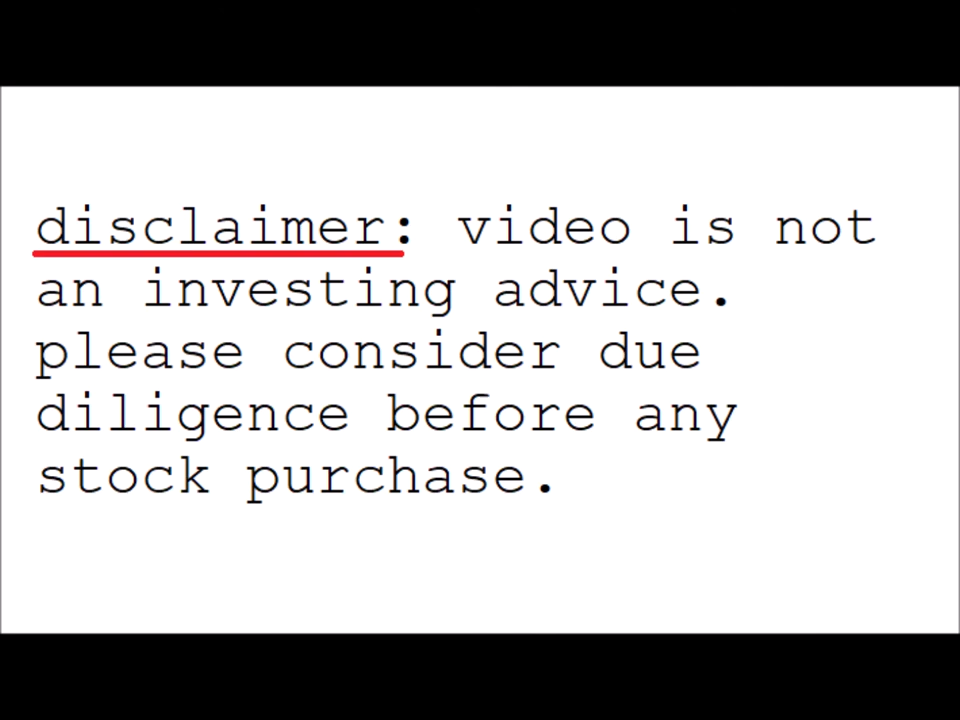 disclaimer: video is not
an investing advice.
please consider due
diligence before any
stock purchase.